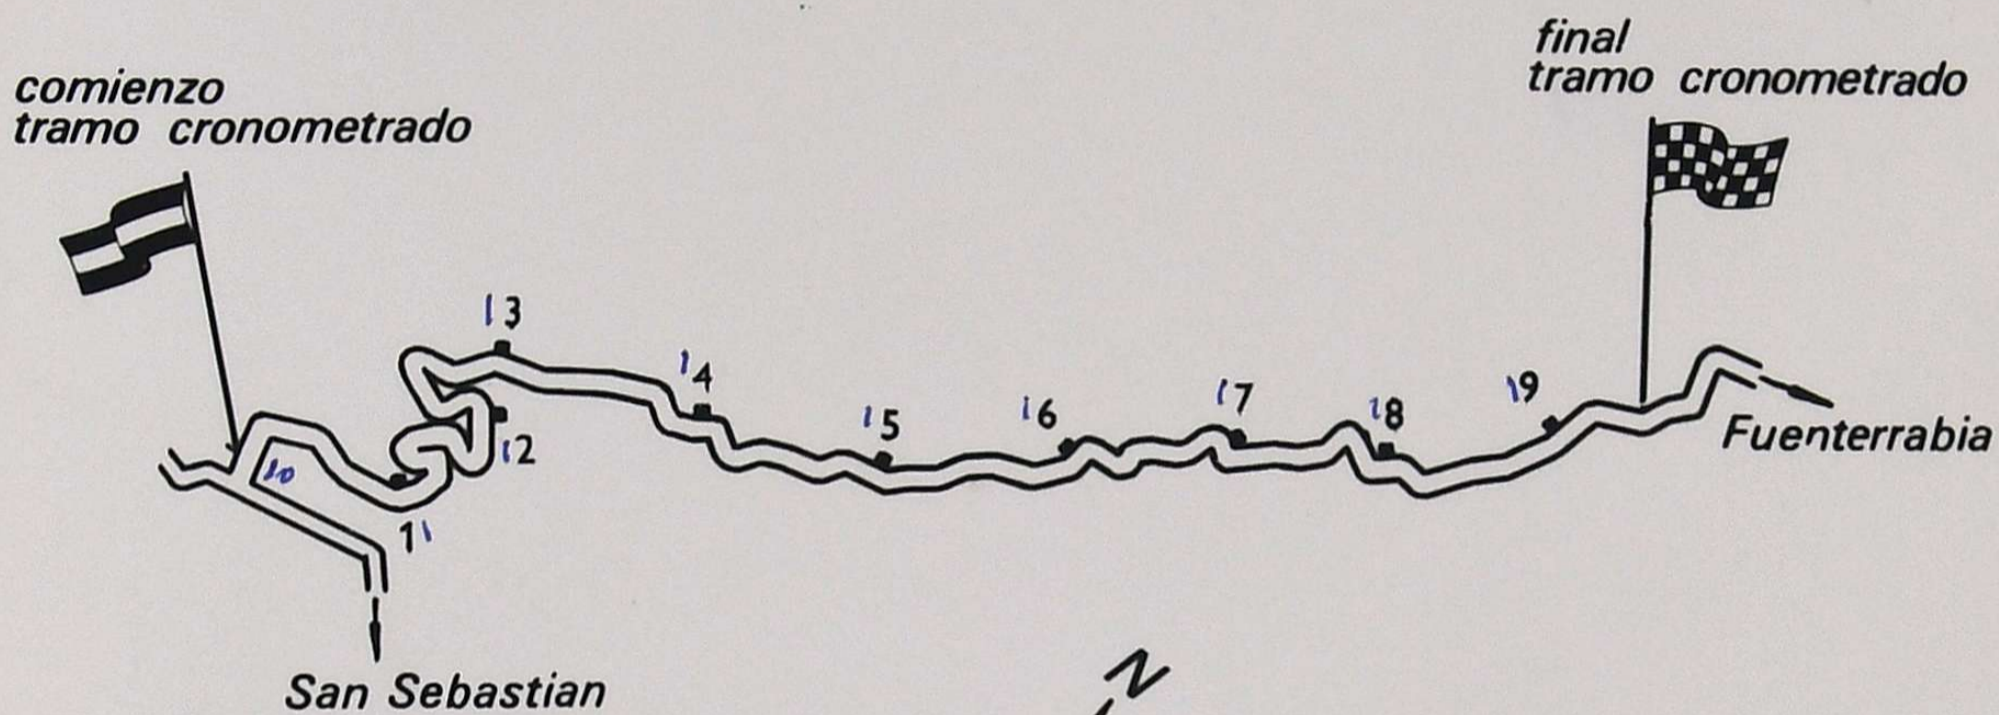 comienzo
tramo cronometrado
final
tramo cronometrado
13
14
15
16
17
18
19
10
12
11
Fuenterrabia
San Sebastian
N